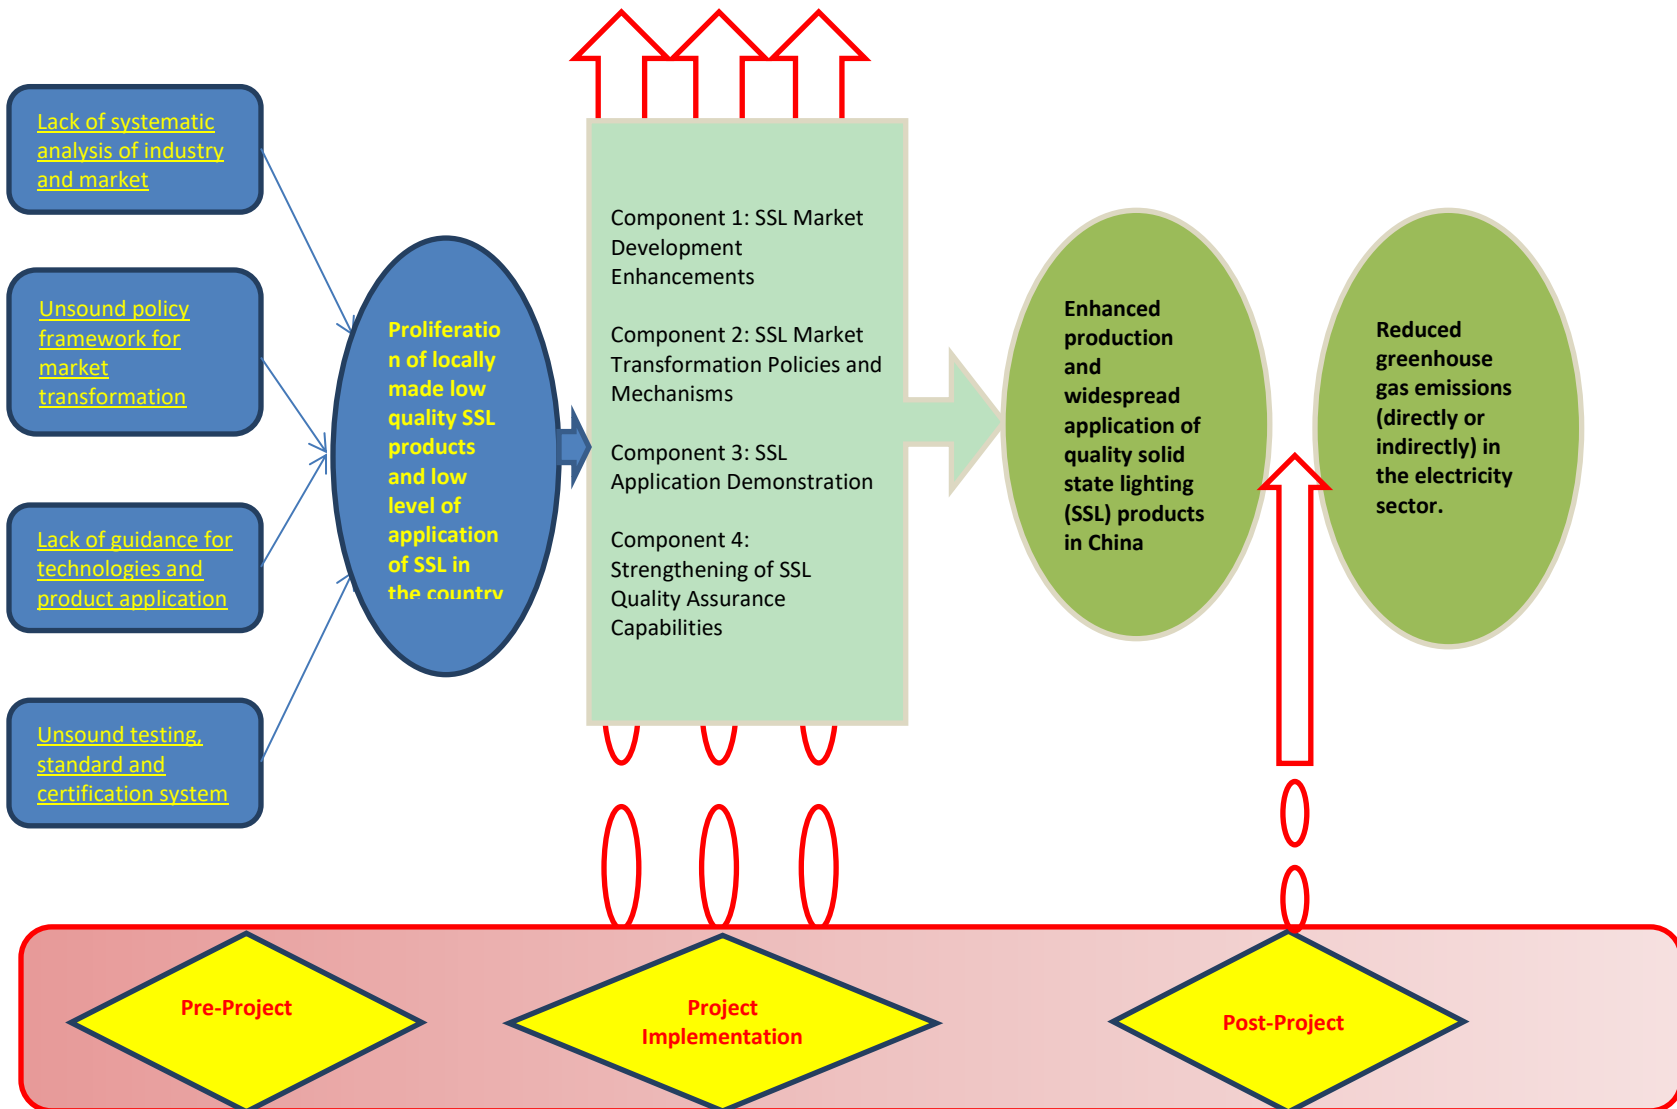 Lack of systematic
analysis of industry
and market
Unsound policy
framework for
market
transformation
Lack of guidance for
technologies and
product application
Unsound testing,
standard and
certification system
Proliferatio
n of locally
made low
quality SSL
products
and low
level of
application
of SSL in
the country
Component 1: SSL Market
Development
Enhancements
Component 2: SSL Market
Transformation Policies and
Mechanisms
Component 3: SSL
Application Demonstration
Component 4:
Strengthening of SSL
Quality Assurance
Capabilities
Enhanced
production
and
widespread
application of
quality solid
state lighting
(SSL) products
in China
Reduced
greenhouse
gas emissions
(directly or
indirectly) in
the electricity
sector.
Pre-Project
Project
Implementation
Post-Project